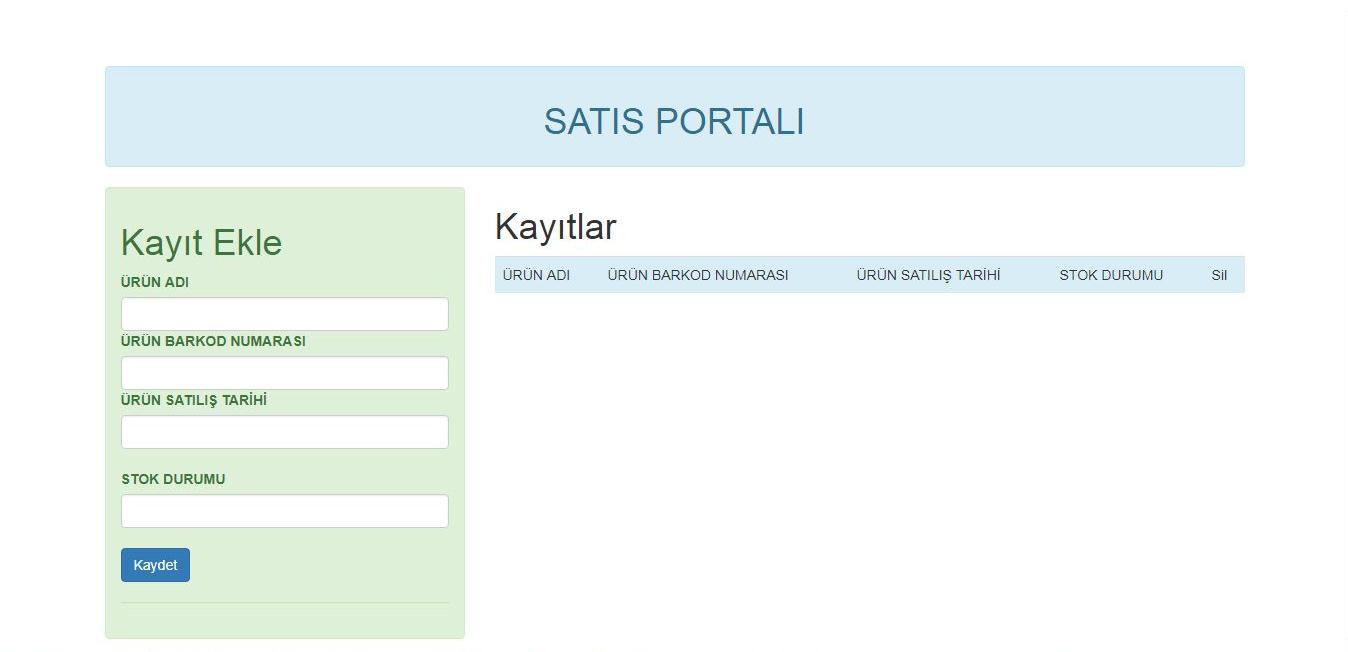 SATIS PORTALI
Kayıt Ekle
ÜRÜN ADI
ÜRÜN BARKOD NUMARASI
ÜRÜN SATILIŞ TARİHİ
STOK DURUMU
Kaydet
Kayıtlar
ÜRÜN ADI ÜRÜN BARKOD NUMARASI ÜRÜN SATILIŞ TARİHİ STOK DURUMU Sil